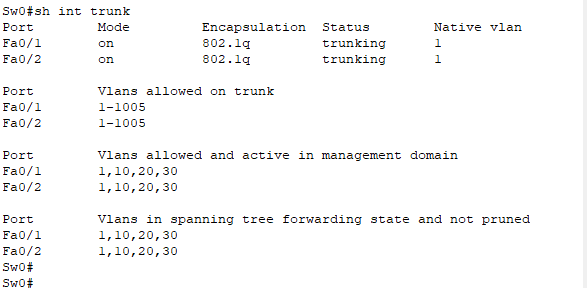 Sw0#sh int trunk
Port        Mode         Encapsulation  Status        Native vlan
Fa0/1       on           802.1q         trunking      1
Fa0/2       on           802.1q         trunking      1
Port        Vlans allowed on trunk
Fa0/1       1-1005
Fa0/2       1-1005
Port        Vlans allowed and active in management domain
Fa0/1       1,10,20,30
Fa0/2       1,10,20,30
Port        Vlans in spanning tree forwarding state and not pruned
Fa0/1       1,10,20,30
Fa0/2       1,10,20,30
Sw0#
Sw0#